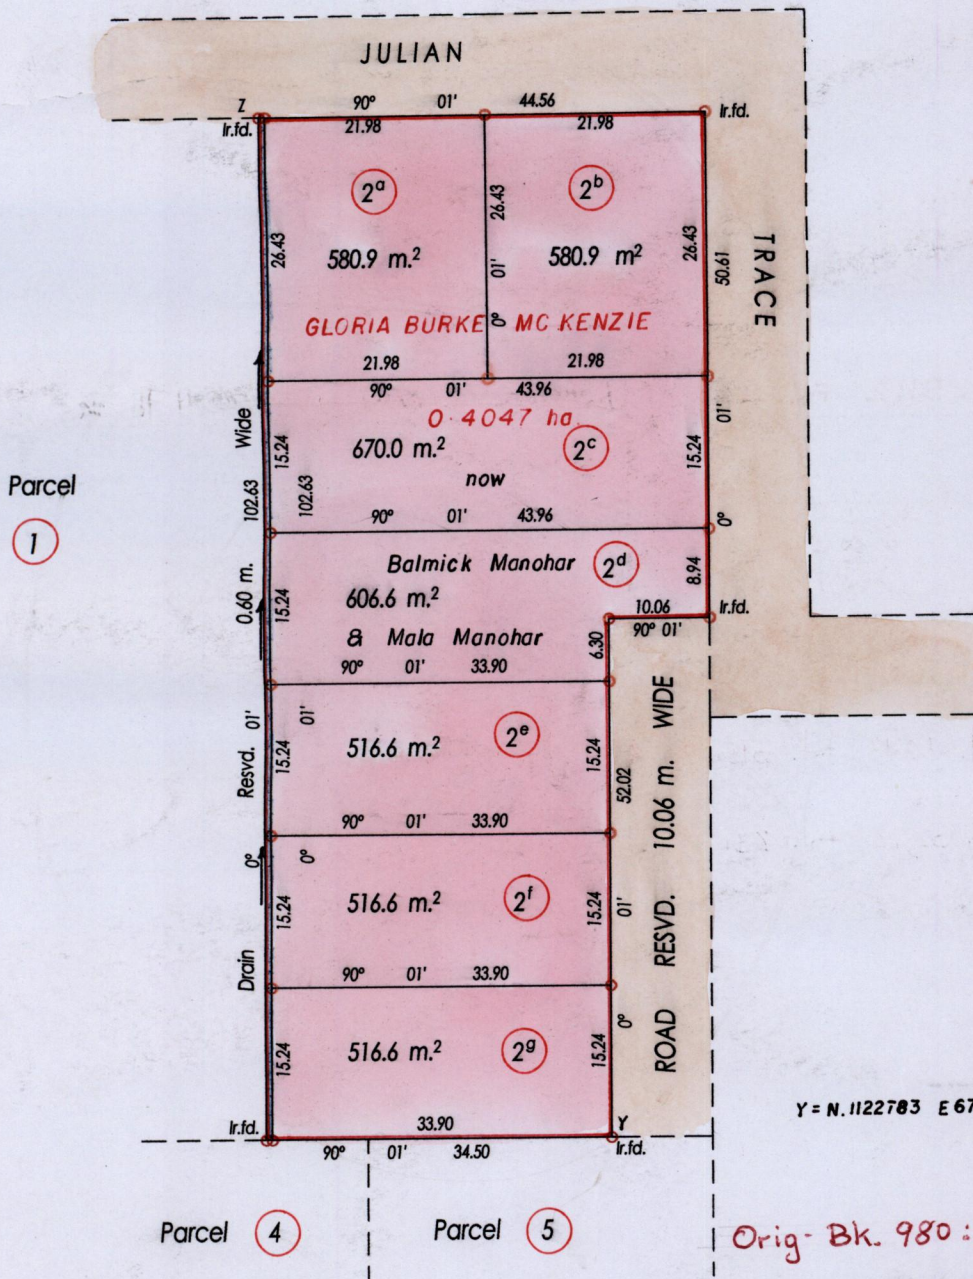 JULIAN
Z 90° 01' 44.56 Ir.fd.
Ir.fd. 21.98 21.98
2a 2b
26.43 26.43 26.43 50.61
580.9 m.² 01' 580.9 m²
TRACE
GLORIA BURKE 0° MC KENZIE
21.98 21.98
90° 01' 43.96
0.4047 ha.
01'
Wide 15.24 670.0 m.² 2c 15.24
now
Parcel 102.63 102.63
1
90° 01' 43.96 0°
Balmick Manohar 2d 8.94
0.60 m. 15.24 606.6 m.² 10.06 Ir.fd.
90° 01'
& Mala Manohar 6.30
90° 01' 33.90
Resvd. 01' 01'
15.24 516.6 m.² 2e 15.24
52.02
90° 01' 33.90
0° 0°
15.24 516.6 m.² 2f 15.24 01'
Drain 90° 01' 33.90
15.24 516.6 m.² 2g 15.24 0°
ROAD RESVD. 10.06 m. WIDE
Y = N.1122783 E 67
Ir.fd. 33.90 Y
90° 01' 34.50 Ir.fd.
Parcel 4 Parcel 5
Orig- Bk. 980: